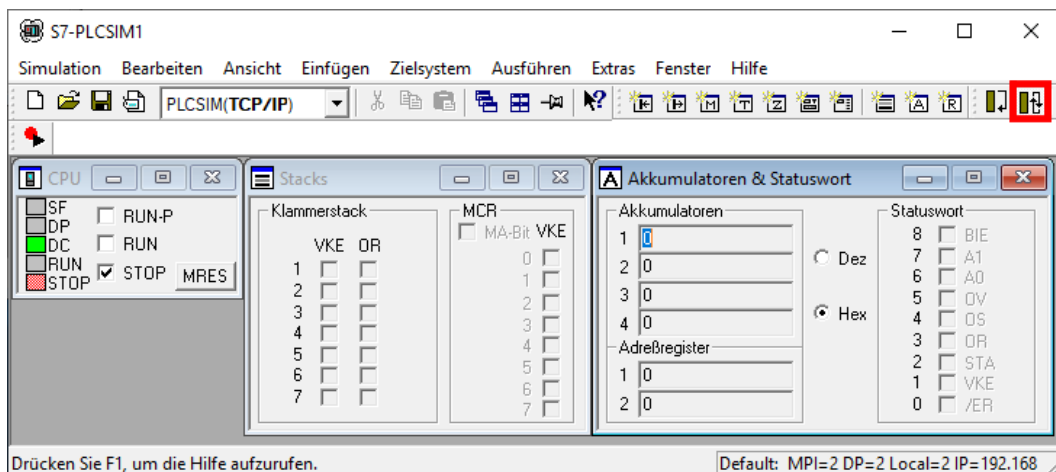 S7-PLCSIM1
Simulation Bearbeiten Ansicht Einfügen Zielsystem Ausführen Extras Fenster Hilfe
PLCSIM(TCP/IP)
CPU
SF
DP
DC
RUN
STOP
RUN-P
RUN
STOP
MRES
Stacks
Klammerstack
VKE OR
1
2
3
4
5
6
7
MCR
MA-Bit VKE
0
1
2
3
4
5
6
7
A Akkumulatoren & Statuswort
Akkumulatoren
1 0
2 0
3 0
4 0
Adreßregister
1 0
2 0
Dez
Hex
Statuswort
8 BIE
7 A1
6 A0
5 OV
4 OS
3 OR
2 STA
1 VKE
0 /ER
Drücken Sie F1, um die Hilfe aufzurufen.
Default: MPI=2 DP=2 Local=2 IP=192.168